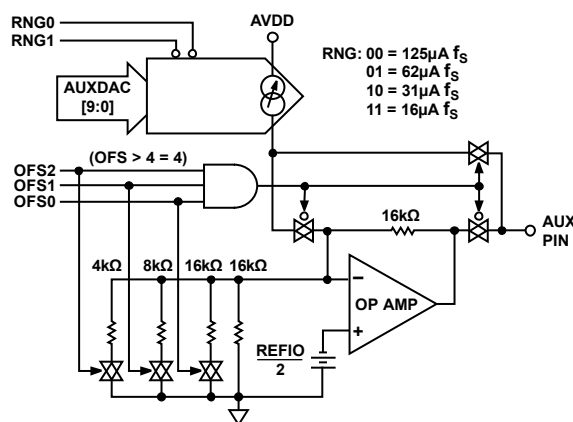 RNG0
RNG1
AVDD
RNG: 00 = 125µA fS
01 = 62µA fS
10 = 31µA fS
11 = 16µA fS
AUXDAC
[9:0]
(OFS > 4 = 4)
OFS2
OFS1
OFS0
16kΩ
AUX
PIN
4kΩ 8kΩ 16kΩ 16kΩ
−
OP AMP
+
REFIO
2